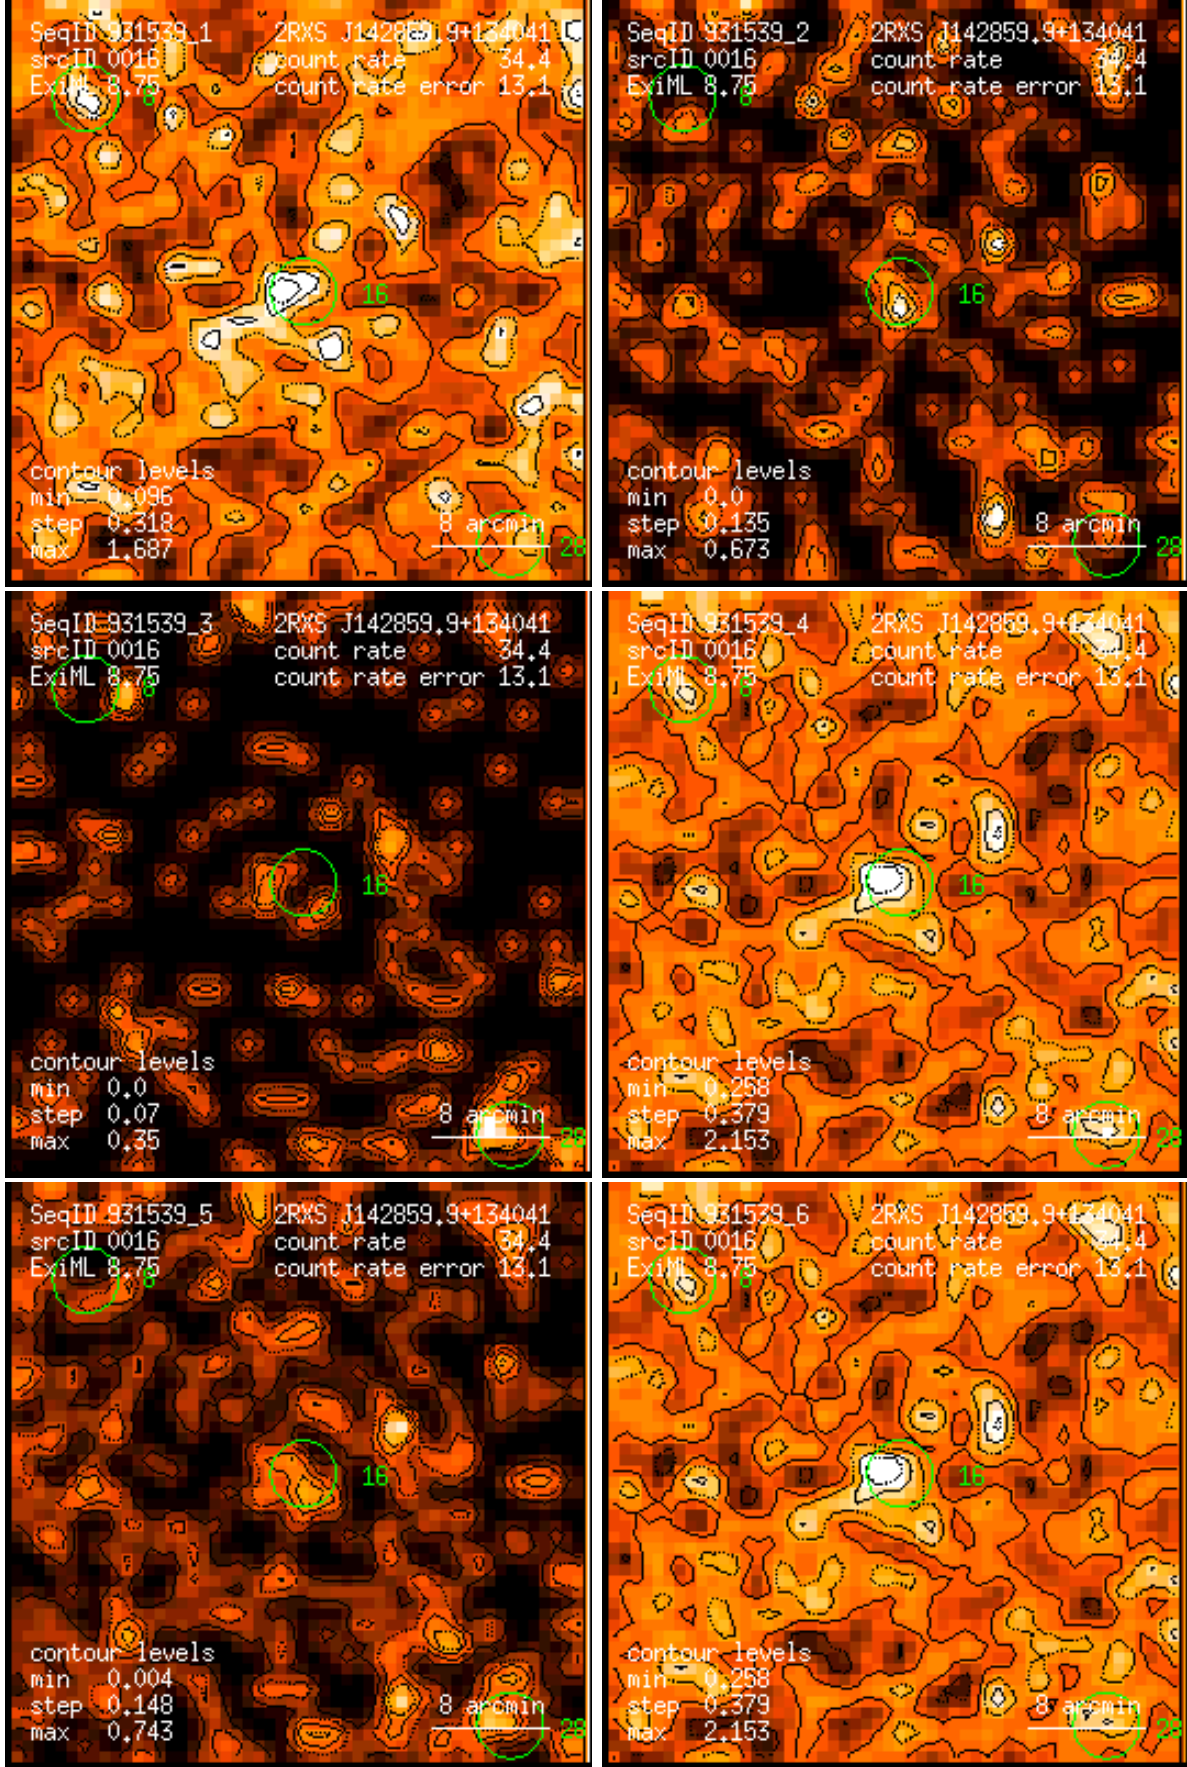 SeqID 931539_1 2RXS J142859.9+134041
srcID 0016 count rate 34.4
ExiML 8.75 count rate error 13.1
8
16
contour levels
min 0.096
step 0.318
max 1.687
8 arcmin
28
SeqID 931539_2 2RXS J142859.9+134041
srcID 0016 count rate 34.4
ExiML 8.75 count rate error 13.1
8
16
contour levels
min 0.0
step 0.135
max 0.673
8 arcmin
28
SeqID 931539_3 2RXS J142859.9+134041
srcID 0016 count rate 34.4
ExiML 8.75 count rate error 13.1
8
16
contour levels
min 0.0
step 0.07
max 0.35
8 arcmin
28
SeqID 931539_4 2RXS J142859.9+134041
srcID 0016 count rate 34.4
ExiML 8.75 count rate error 13.1
8
16
contour levels
min 0.258
step 0.379
max 2.153
8 arcmin
28
SeqID 931539_5 2RXS J142859.9+134041
srcID 0016 count rate 34.4
ExiML 8.75 count rate error 13.1
8
16
contour levels
min 0.004
step 0.148
max 0.743
8 arcmin
28
SeqID 931539_6 2RXS J142859.9+134041
srcID 0016 count rate 34.4
ExiML 8.75 count rate error 13.1
8
16
contour levels
min 0.258
step 0.379
max 2.153
8 arcmin
28